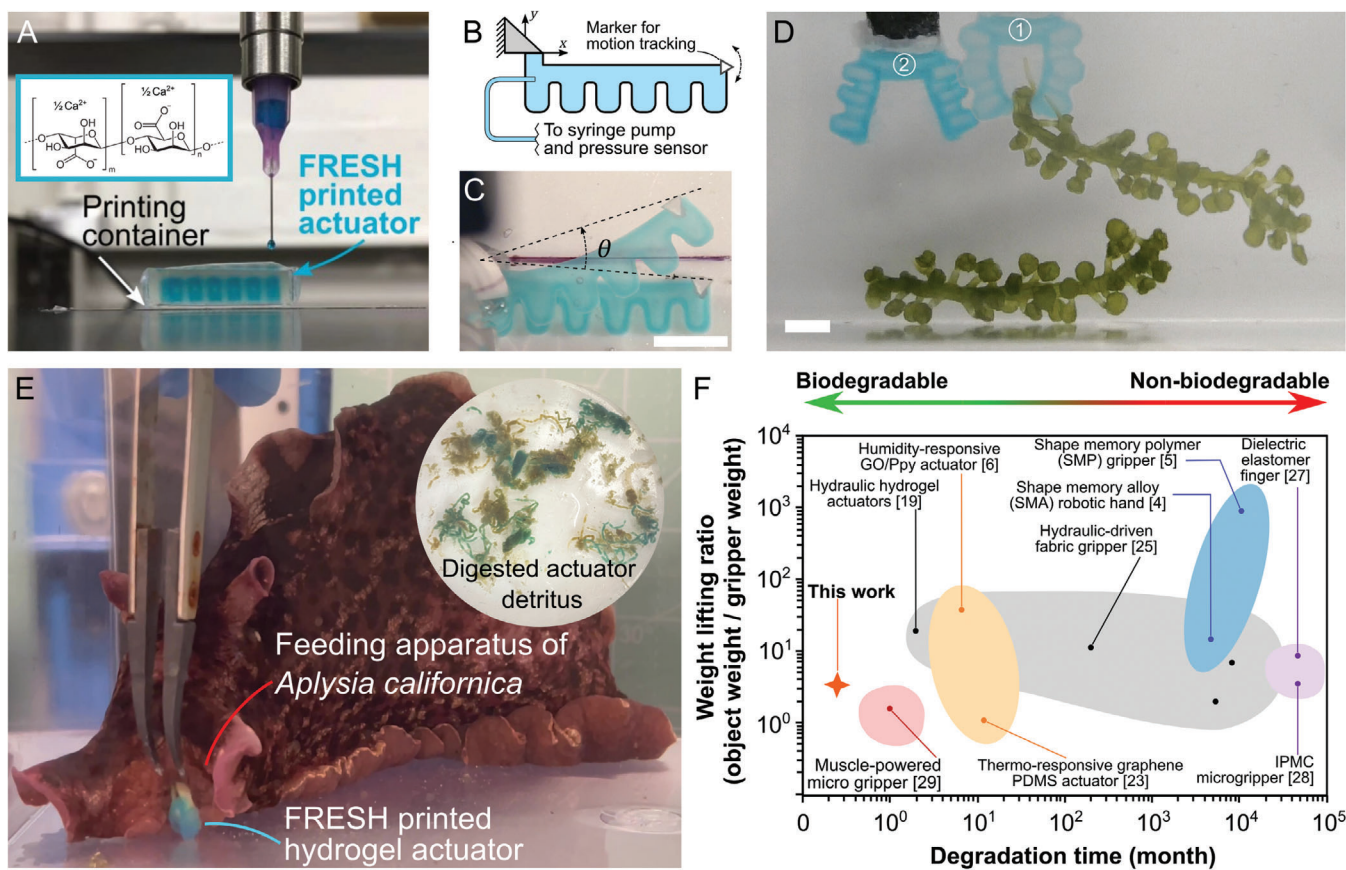 A
½ Ca²⁺
½ Ca²⁺
O⁻
O
OH
HO
O
O
O
OH
O
HO
O
O
O⁻
m
n
Printing
container
FRESH
printed
actuator
B
y
x
Marker for
motion tracking
To syringe pump
and pressure sensor
C
θ
D
①
②
E
Digested actuator
detritus
Feeding apparatus of
Aplysia californica
FRESH printed
hydrogel actuator
F
Biodegradable
Non-biodegradable
Weight lifting ratio
(object weight / gripper weight)
10⁴
10³
10²
10¹
10⁰
Humidity-responsive
GO/Ppy actuator [6]
Hydraulic hydrogel
actuators [19]
Shape memory polymer
(SMP) gripper [5]
Shape memory alloy
(SMA) robotic hand [4]
Dielectric
elastomer
finger [27]
Hydraulic-driven
fabric gripper [25]
This work
Muscle-powered
micro gripper [29]
Thermo-responsive graphene
PDMS actuator [23]
IPMC
microgripper [28]
0
10⁰
10¹
10²
10³
10⁴
10⁵
Degradation time (month)